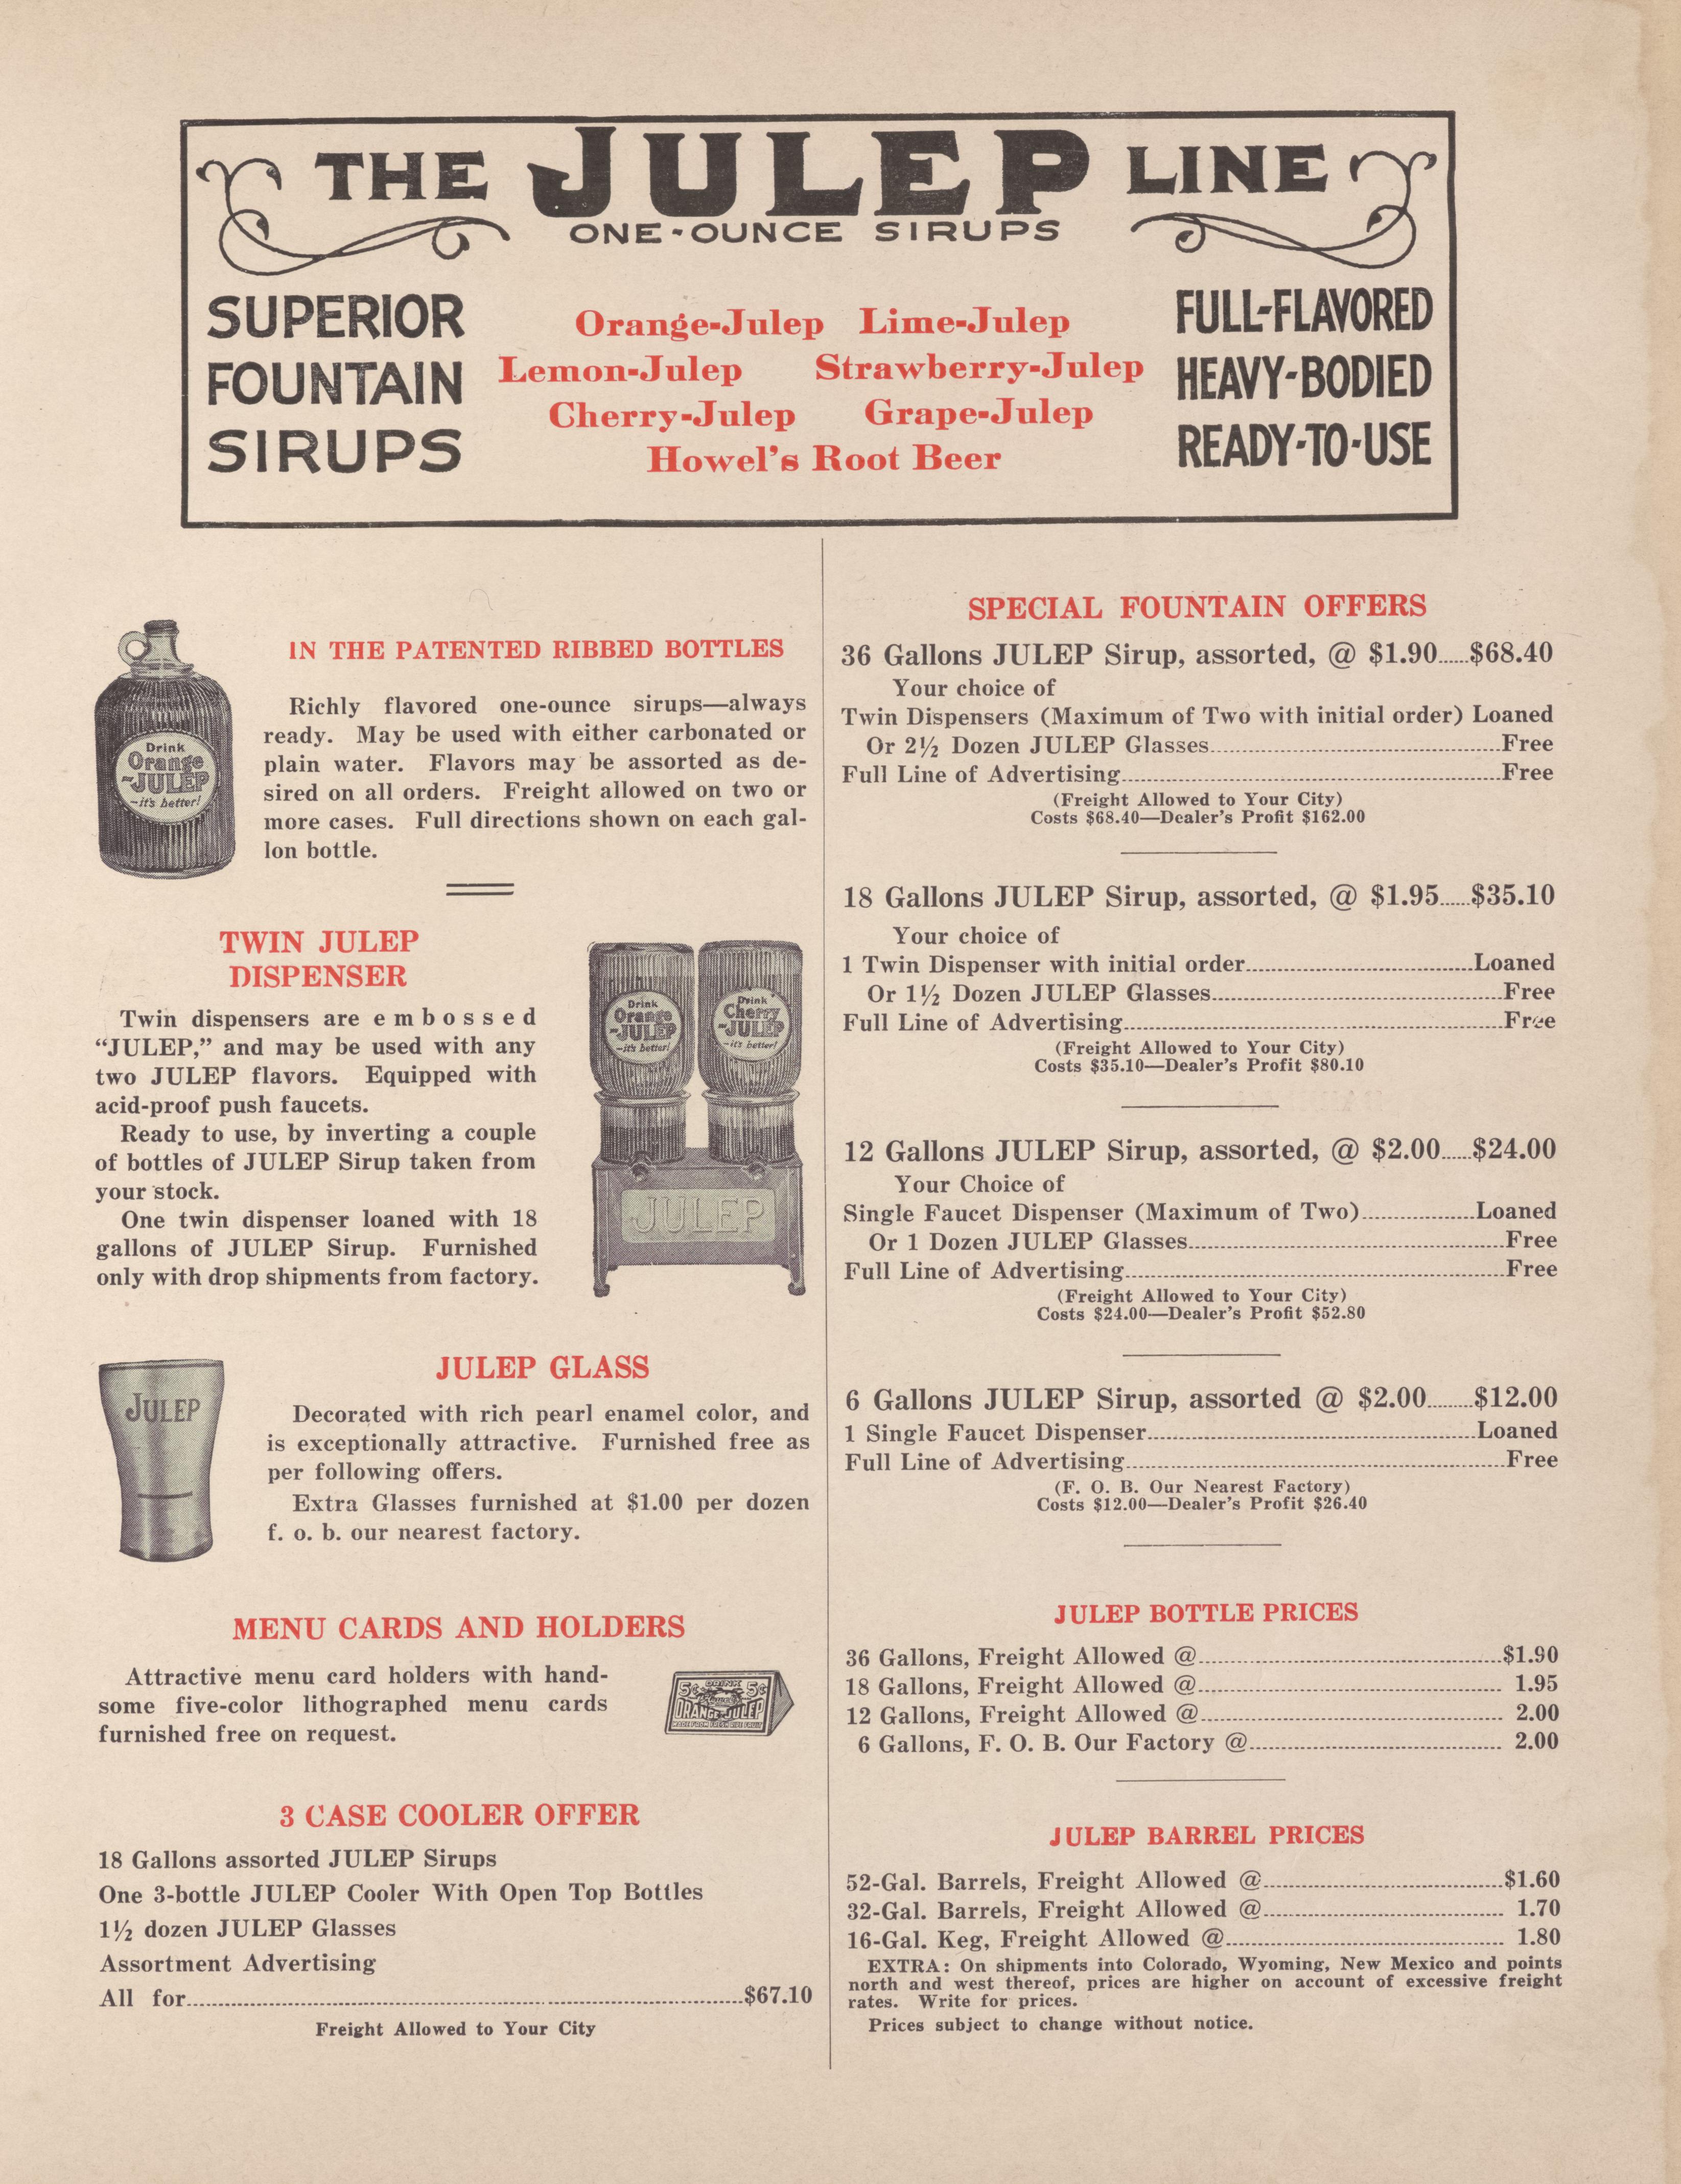 THE JULEP LINE
ONE-OUNCE SIRUPS
SUPERIOR
FOUNTAIN
SIRUPS
Orange-Julep Lime-Julep
Lemon-Julep Strawberry-Julep
Cherry-Julep Grape-Julep
Howel's Root Beer
FULL-FLAVORED
HEAVY-BODIED
READY-TO-USE
Drink
Orange
-JULEP
-it's better!
IN THE PATENTED RIBBED BOTTLES
Richly flavored one-ounce sirups—always
ready. May be used with either carbonated or
plain water. Flavors may be assorted as de-
sired on all orders. Freight allowed on two or
more cases. Full directions shown on each gal-
lon bottle.
TWIN JULEP
DISPENSER
Twin dispensers are embossed
"JULEP," and may be used with any
two JULEP flavors. Equipped with
acid-proof push faucets.
Ready to use, by inverting a couple
of bottles of JULEP Sirup taken from
your stock.
One twin dispenser loaned with 18
gallons of JULEP Sirup. Furnished
only with drop shipments from factory.
Drink
Orange
-JULEP
-it's better!
Drink
Cherry
-JULEP
-it's better!
JULEP
JULEP
JULEP GLASS
Decorated with rich pearl enamel color, and
is exceptionally attractive. Furnished free as
per following offers.
Extra Glasses furnished at $1.00 per dozen
f. o. b. our nearest factory.
MENU CARDS AND HOLDERS
Attractive menu card holders with hand-
some five-color lithographed menu cards
furnished free on request.
5¢ DRINK 5¢
ORANGE-JULEP
3 CASE COOLER OFFER
18 Gallons assorted JULEP Sirups
One 3-bottle JULEP Cooler With Open Top Bottles
1½ dozen JULEP Glasses
Assortment Advertising
All for........$67.10
Freight Allowed to Your City
SPECIAL FOUNTAIN OFFERS
36 Gallons JULEP Sirup, assorted, @ $1.90......$68.40
Your choice of
Twin Dispensers (Maximum of Two with initial order) Loaned
Or 2½ Dozen JULEP Glasses........Free
Full Line of Advertising........Free
(Freight Allowed to Your City)
Costs $68.40—Dealer's Profit $162.00
18 Gallons JULEP Sirup, assorted, @ $1.95......$35.10
Your choice of
1 Twin Dispenser with initial order........Loaned
Or 1½ Dozen JULEP Glasses........Free
Full Line of Advertising........Free
(Freight Allowed to Your City)
Costs $35.10—Dealer's Profit $80.10
12 Gallons JULEP Sirup, assorted, @ $2.00......$24.00
Your Choice of
Single Faucet Dispenser (Maximum of Two)........Loaned
Or 1 Dozen JULEP Glasses........Free
Full Line of Advertising........Free
(Freight Allowed to Your City)
Costs $24.00—Dealer's Profit $52.80
6 Gallons JULEP Sirup, assorted @ $2.00........$12.00
1 Single Faucet Dispenser........Loaned
Full Line of Advertising........Free
(F. O. B. Our Nearest Factory)
Costs $12.00—Dealer's Profit $26.40
JULEP BOTTLE PRICES
36 Gallons, Freight Allowed @........$1.90
18 Gallons, Freight Allowed @........ 1.95
12 Gallons, Freight Allowed @........ 2.00
6 Gallons, F. O. B. Our Factory @........ 2.00
JULEP BARREL PRICES
52-Gal. Barrels, Freight Allowed @........$1.60
32-Gal. Barrels, Freight Allowed @........ 1.70
16-Gal. Keg, Freight Allowed @........ 1.80
EXTRA: On shipments into Colorado, Wyoming, New Mexico and points
north and west thereof, prices are higher on account of excessive freight
rates. Write for prices.
Prices subject to change without notice.